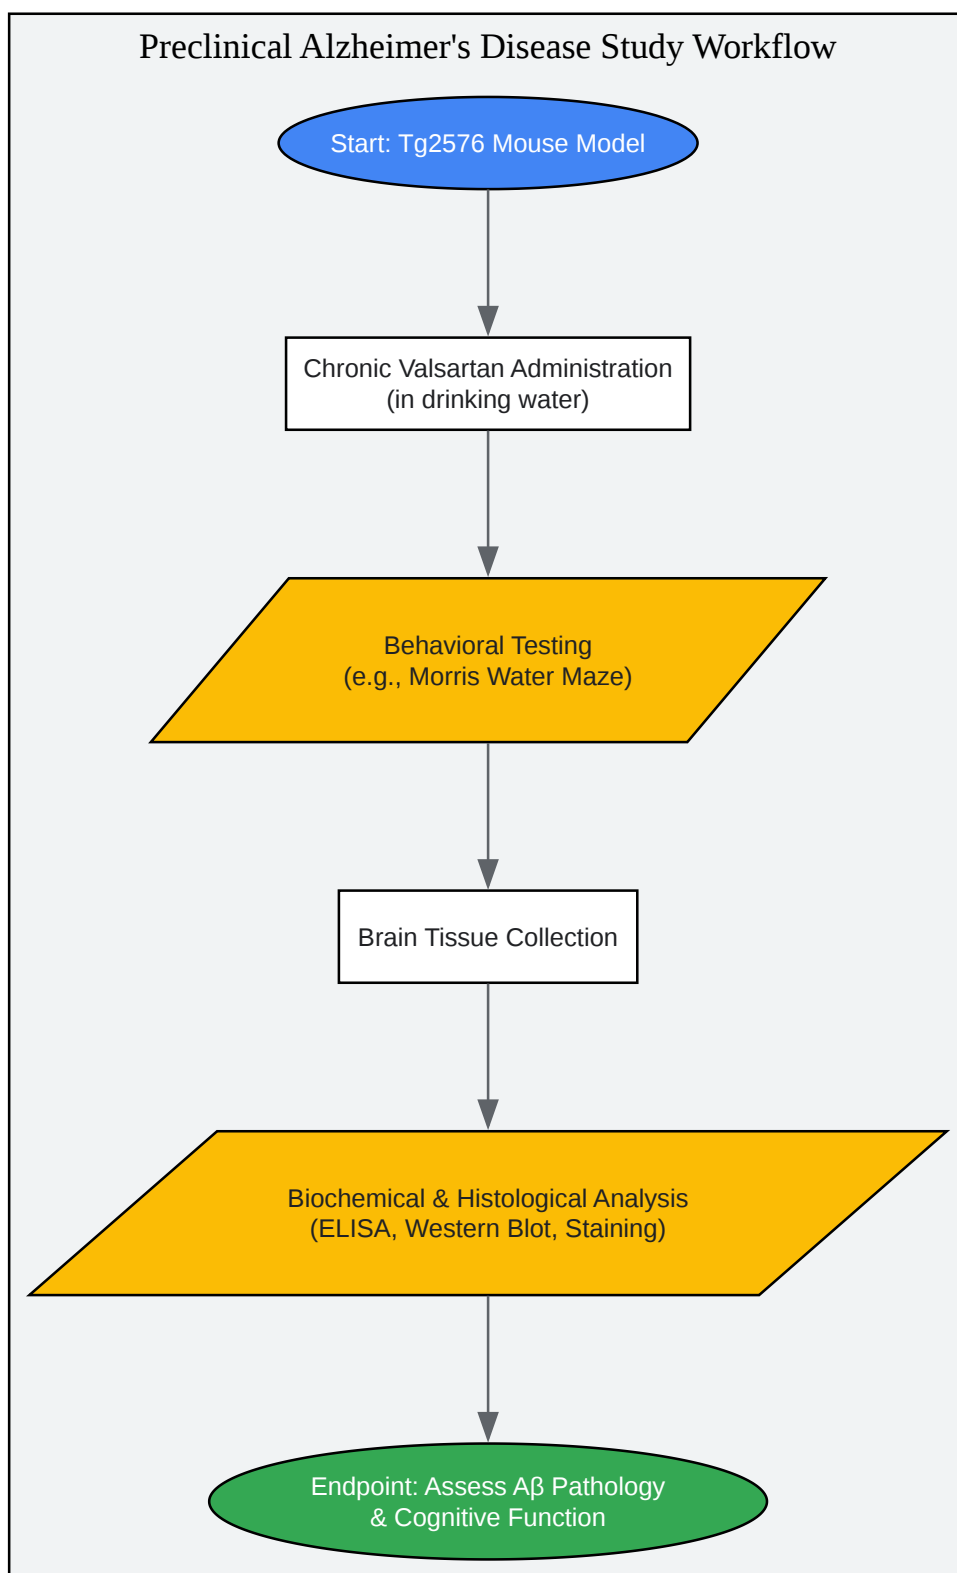 Preclinical Alzheimer's Disease Study Workflow
Start: Tg2576 Mouse Model
Chronic Valsartan Administration
(in drinking water)
Behavioral Testing
(e.g., Morris Water Maze)
Brain Tissue Collection
Biochemical & Histological Analysis
(ELISA, Western Blot, Staining)
Endpoint: Assess Aβ Pathology
& Cognitive Function